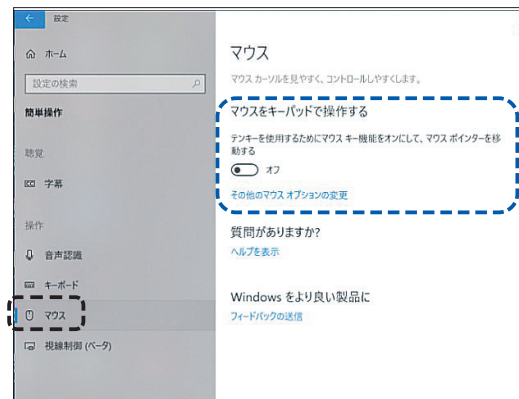 設定
ホーム
設定の検索
簡単操作
聴覚
字幕
操作
音声認識
キーボード
マウス
視線制御 (ベータ)
マウス
マウス カーソルを見やすく、コントロールしやすくします。
マウスをキーパッドで操作する
テンキーを使用するためにマウス キー機能をオンにして、マウス ポインターを移
動する
オフ
その他のマウス オプションの変更
質問がありますか?
ヘルプを表示
Windows をより良い製品に
フィードバックの送信